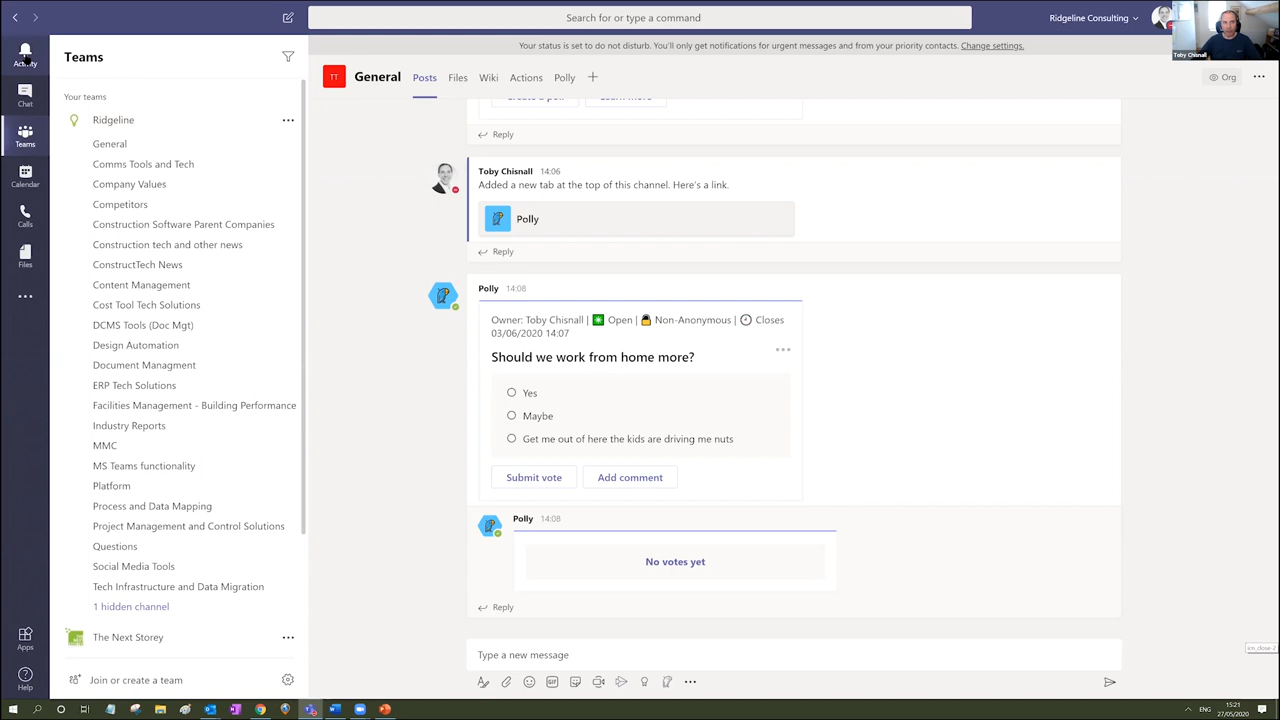 Search for or type a command
Ridgeline Consulting
Toby Chisnall
Your status is set to do not disturb. You'll only get notifications for urgent messages and from your priority contacts. Change settings.
Activity
Chat
Teams
Calendar
Calls
Files
Apps
Help
Teams
Your teams
Ridgeline
General
Comms Tools and Tech
Company Values
Competitors
Construction Software Parent Companies
Construction tech and other news
ConstructTech News
Content Management
Cost Tool Tech Solutions
DCMS Tools (Doc Mgt)
Design Automation
Document Managment
ERP Tech Solutions
Facilities Management - Building Performance
Industry Reports
MMC
MS Teams functionality
Platform
Process and Data Mapping
Project Management and Control Solutions
Questions
Social Media Tools
Tech Infrastructure and Data Migration
1 hidden channel
The Next Storey
Join or create a team
TT
General
Posts
Files
Wiki
Actions
Polly
Org
Create a poll
Learn more
Reply
Toby Chisnall 14:06
Added a new tab at the top of this channel. Here's a link.
Polly
Reply
Polly 14:08
Owner: Toby Chisnall | Open | Non-Anonymous | Closes
03/06/2020 14:07
Should we work from home more?
Yes
Maybe
Get me out of here the kids are driving me nuts
Submit vote
Add comment
Polly 14:08
No votes yet
Reply
Type a new message
icn_close-2
ENG
15:21
27/05/2020